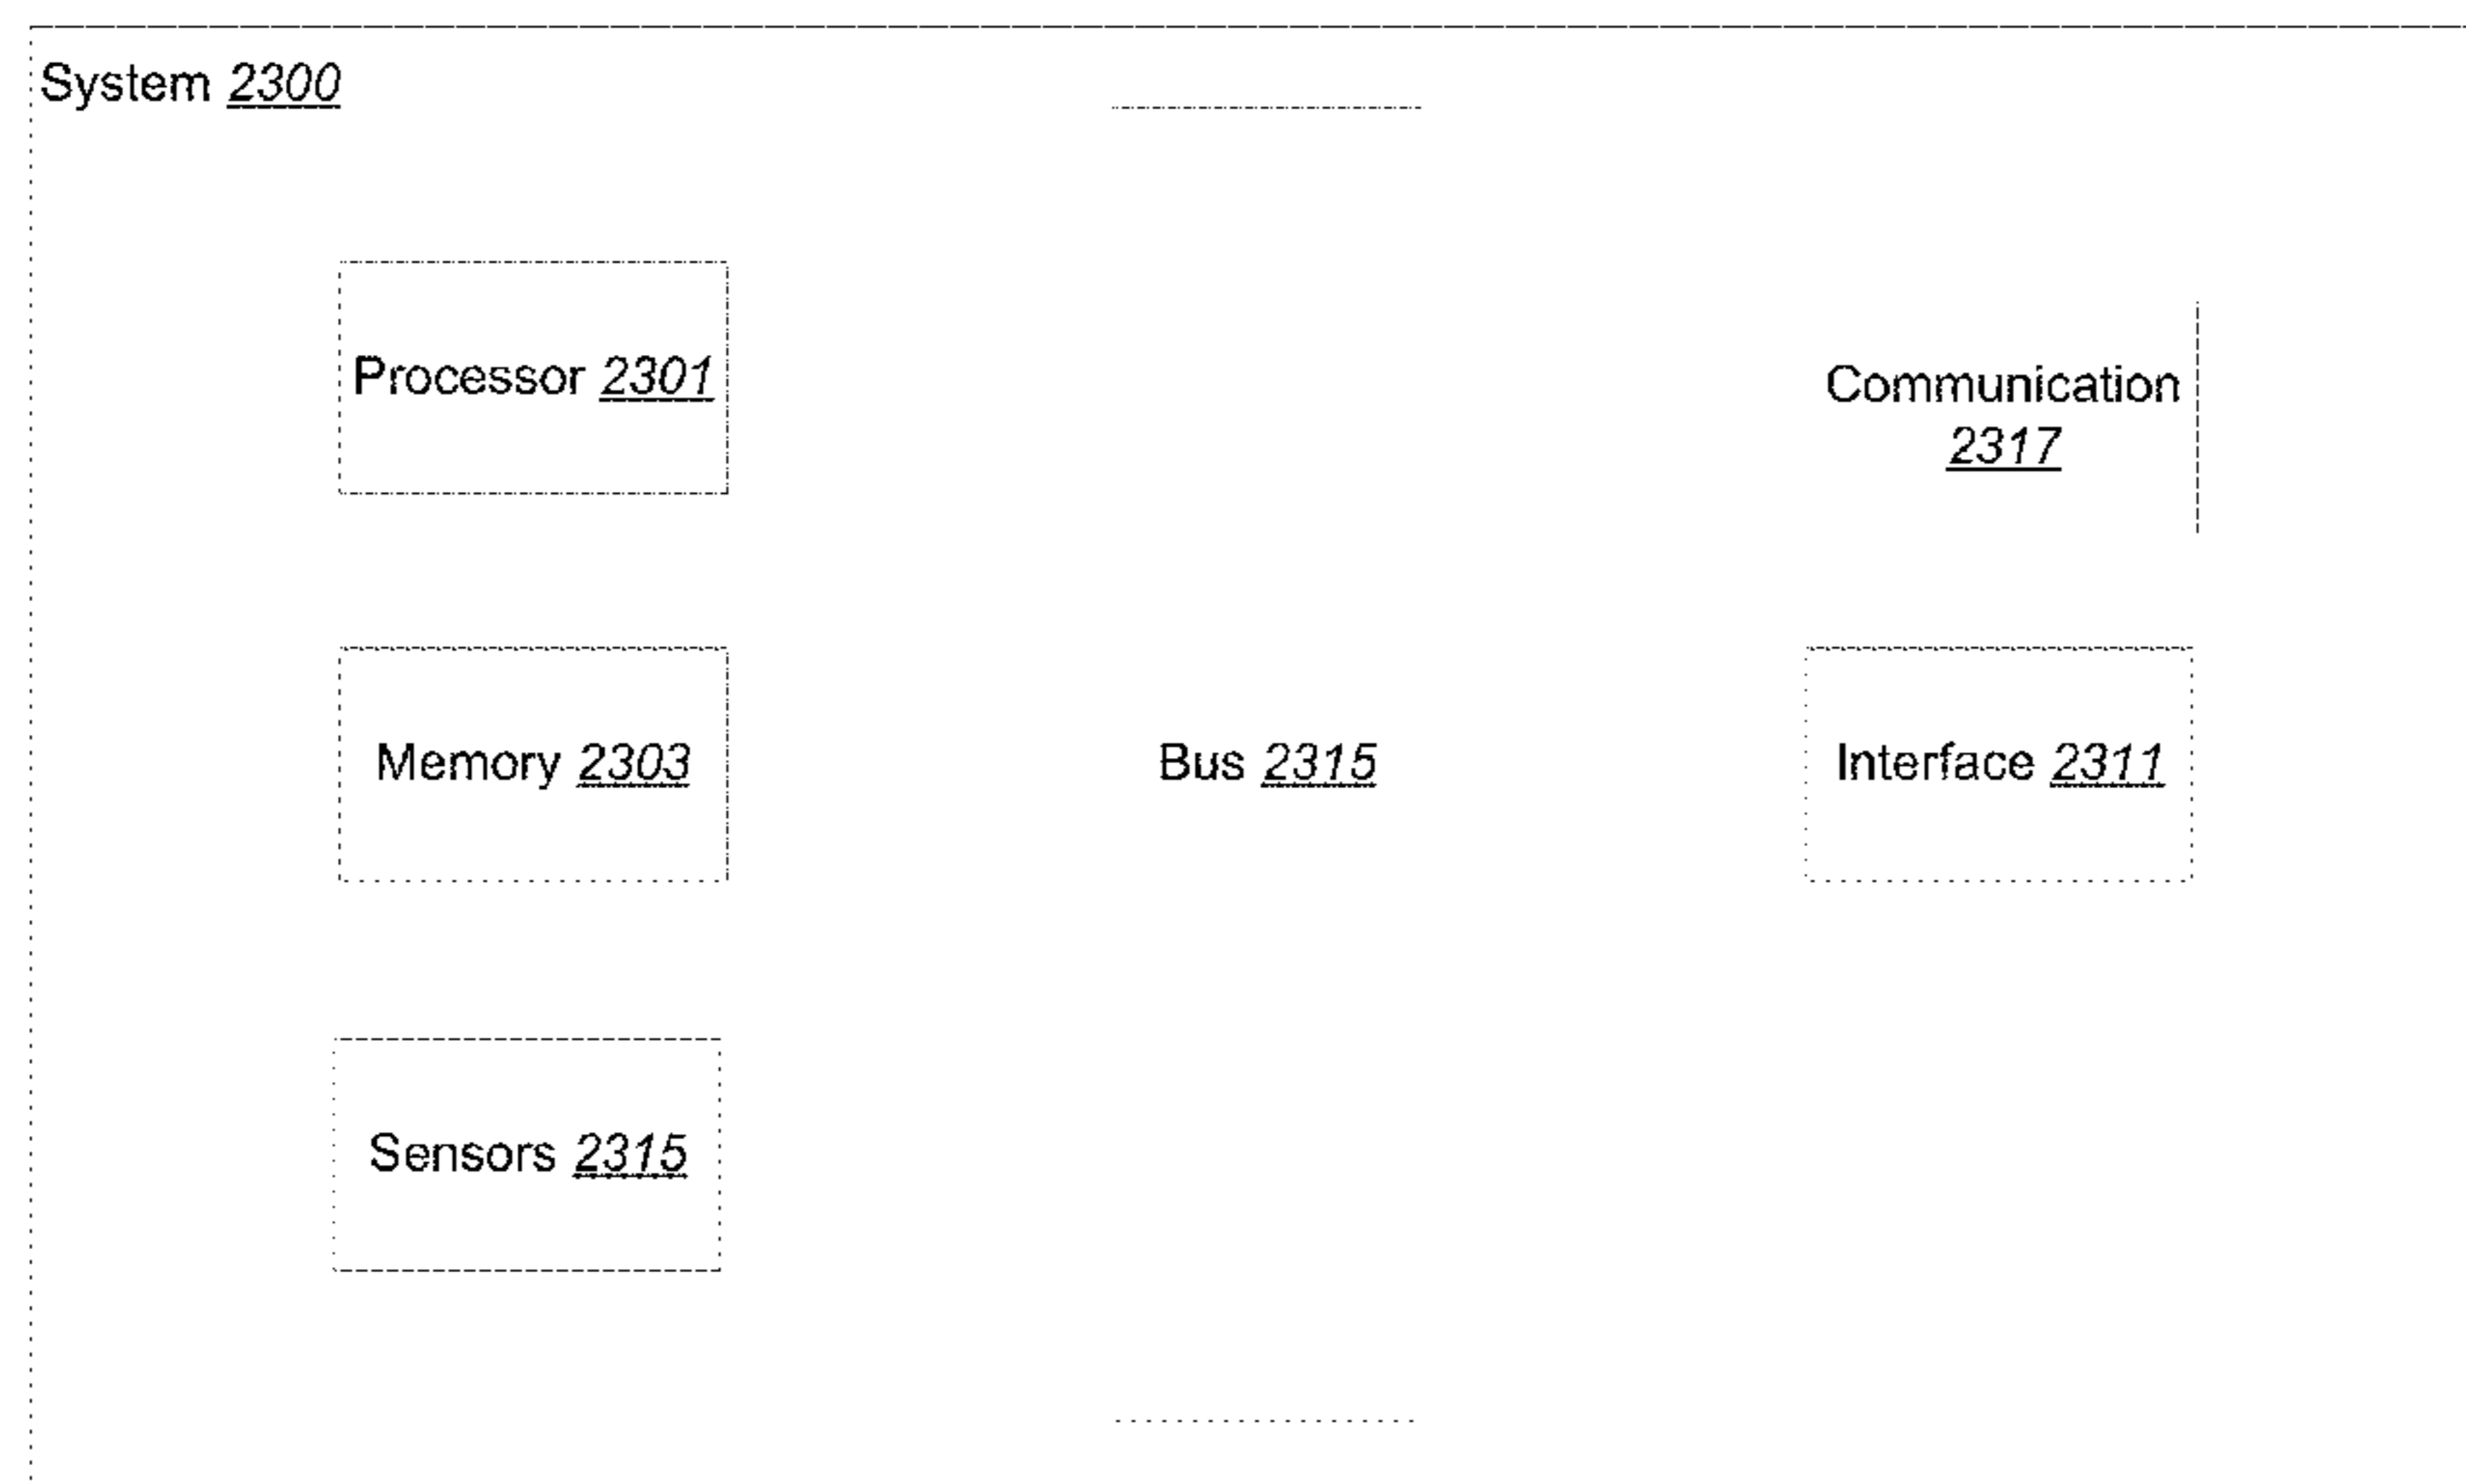 System 2300
Processor 2301
Communication
2317
Memory 2303
Bus 2315
Interface 2311
Sensors 2315